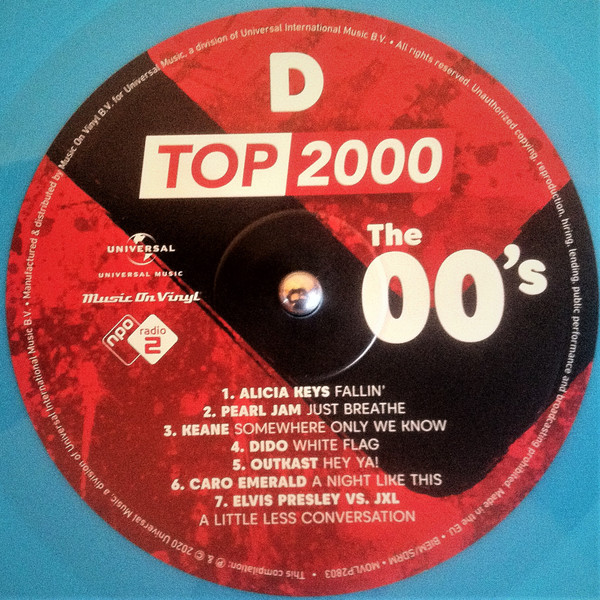 D
TOP 2000
The
00's
UNIVERSAL
UNIVERSAL MUSIC
Music On Vinyl
npo radio 2
1. ALICIA KEYS FALLIN'
2. PEARL JAM JUST BREATHE
3. KEANE SOMEWHERE ONLY WE KNOW
4. DIDO WHITE FLAG
5. OUTKAST HEY YA!
6. CARO EMERALD A NIGHT LIKE THIS
7. ELVIS PRESLEY VS. JXL
A LITTLE LESS CONVERSATION
This compilation: ℗ & © 2020 Universal Music, a division of Universal International Music B.V. • Manufactured & distributed by Music On Vinyl B.V. for Universal Music, a division of Universal International Music B.V. • All rights reserved. Unauthorized copying, reproduction, hiring, lending, public performance and broadcasting prohibited. Made in the EU. • BIEM/SDRM • MOVLP2803 •